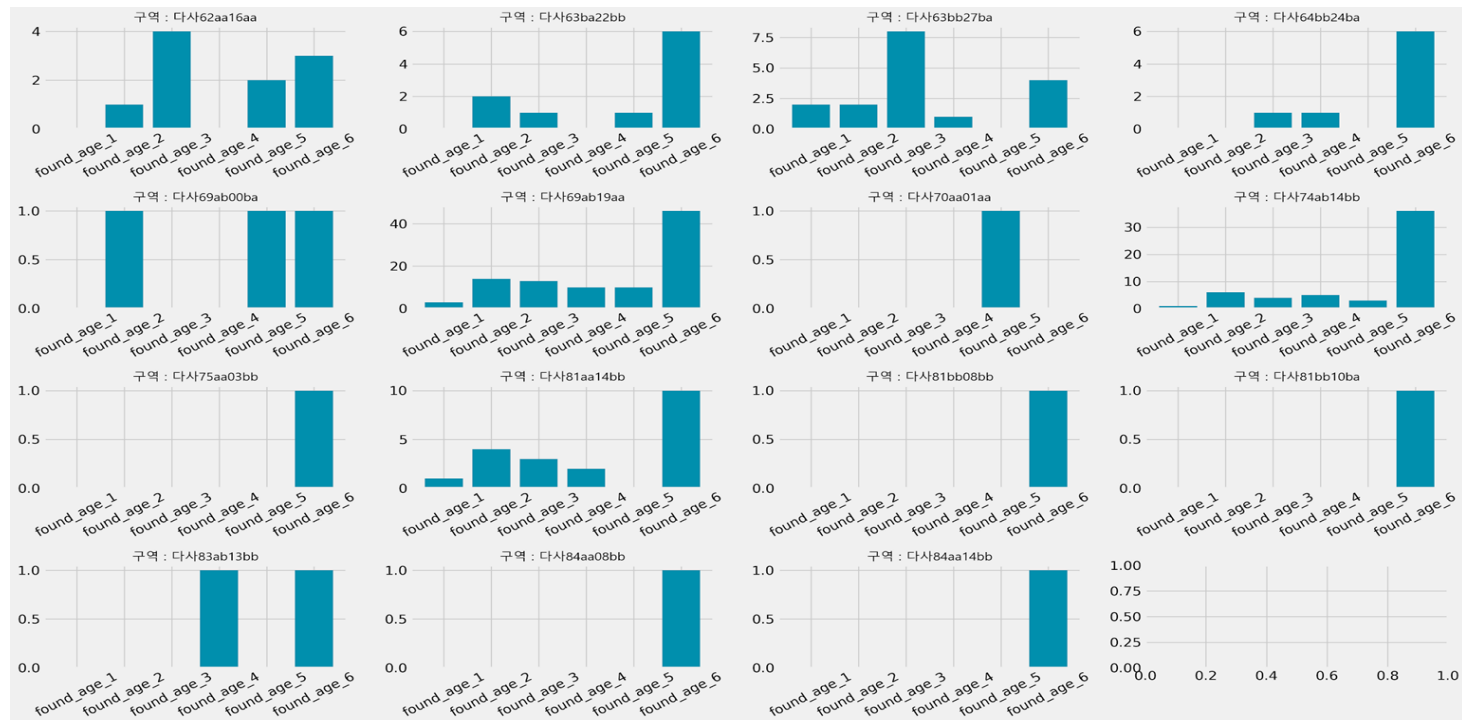 구역 : 다사62aa16aa
4
2
0
found_age_1
found_age_2
found_age_3
found_age_4
found_age_5
found_age_6
구역 : 다사63ba22bb
6
4
2
0
found_age_1
found_age_2
found_age_3
found_age_4
found_age_5
found_age_6
구역 : 다사63bb27ba
7.5
5.0
2.5
0.0
found_age_1
found_age_2
found_age_3
found_age_4
found_age_5
found_age_6
구역 : 다사64bb24ba
6
4
2
0
found_age_1
found_age_2
found_age_3
found_age_4
found_age_5
found_age_6
구역 : 다사69ab00ba
1.0
0.5
0.0
found_age_1
found_age_2
found_age_3
found_age_4
found_age_5
found_age_6
구역 : 다사69ab19aa
40
20
0
found_age_1
found_age_2
found_age_3
found_age_4
found_age_5
found_age_6
구역 : 다사70aa01aa
1.0
0.5
0.0
found_age_1
found_age_2
found_age_3
found_age_4
found_age_5
found_age_6
구역 : 다사74ab14bb
30
20
10
0
found_age_1
found_age_2
found_age_3
found_age_4
found_age_5
found_age_6
구역 : 다사75aa03bb
1.0
0.5
0.0
found_age_1
found_age_2
found_age_3
found_age_4
found_age_5
found_age_6
구역 : 다사81aa14bb
10
5
0
found_age_1
found_age_2
found_age_3
found_age_4
found_age_5
found_age_6
구역 : 다사81bb08bb
1.0
0.5
0.0
found_age_1
found_age_2
found_age_3
found_age_4
found_age_5
found_age_6
구역 : 다사81bb10ba
1.0
0.5
0.0
found_age_1
found_age_2
found_age_3
found_age_4
found_age_5
found_age_6
구역 : 다사83ab13bb
1.0
0.5
0.0
found_age_1
found_age_2
found_age_3
found_age_4
found_age_5
found_age_6
구역 : 다사84aa08bb
1.0
0.5
0.0
found_age_1
found_age_2
found_age_3
found_age_4
found_age_5
found_age_6
구역 : 다사84aa14bb
1.0
0.5
0.0
found_age_1
found_age_2
found_age_3
found_age_4
found_age_5
found_age_6
1.00
0.75
0.50
0.25
0.00
0.0 0.2 0.4 0.6 0.8 1.0